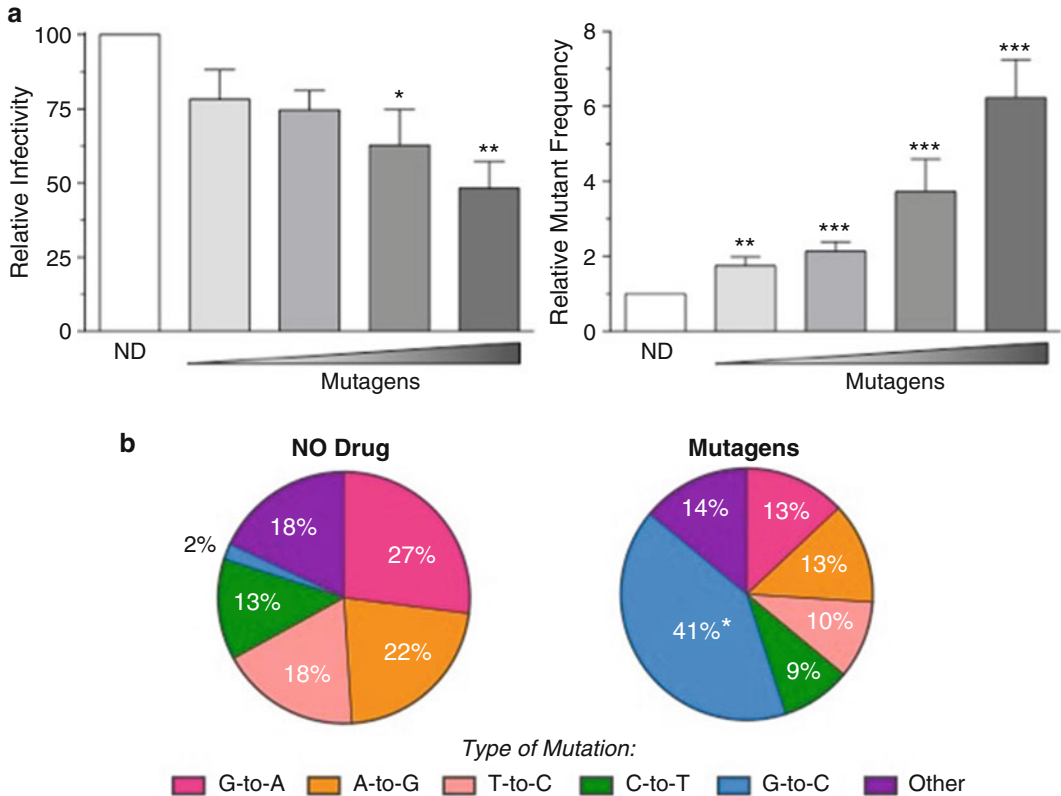 a
Relative Infectivity
100
75
50
25
0
*
**
ND
Mutagens
Relative Mutant Frequency
8
6
4
2
0
**
***
***
***
ND
Mutagens
b
NO Drug
27%
22%
18%
13%
2%
18%
Mutagens
13%
13%
10%
9%
41%*
14%
Type of Mutation:
G-to-A A-to-G T-to-C C-to-T G-to-C Other